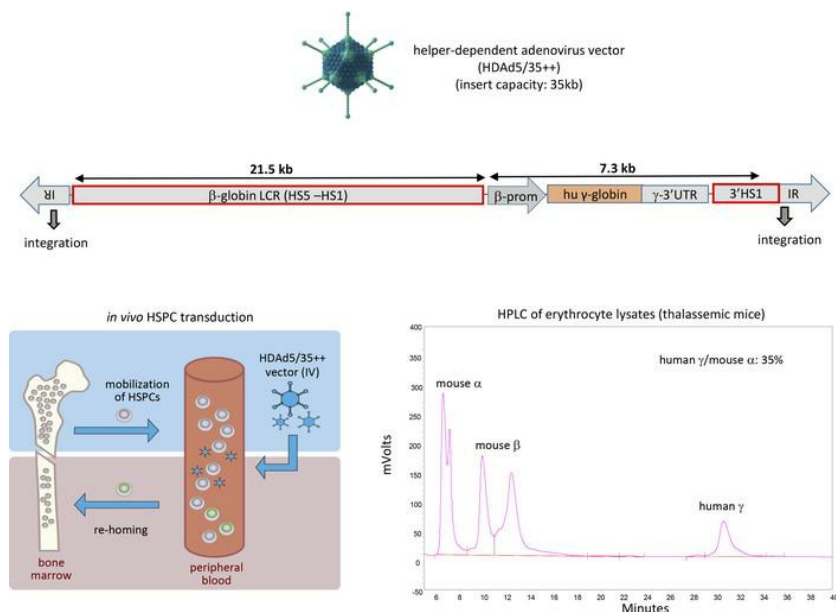 helper-dependent adenovirus vector
(HDAd5/35++)
(insert capacity: 35kb)
21.5 kb
7.3 kb
IR
β-globin LCR (HS5 –HS1)
β-prom
hu γ-globin
γ-3’UTR
3’HS1
IR
integration
integration
in vivo HSPC transduction
HDAd5/35++
vector (IV)
mobilization
of HSPCs
re-homing
bone
marrow
peripheral
blood
HPLC of erythrocyte lysates (thalassemic mice)
human γ/mouse α: 35%
mouse α
mouse β
human γ
mVolts
400
350
300
250
200
150
100
50
0
-50
6 8 10 12 14 16 18 20 22 24 26 28 30 32 34 36 38 40
Minutes